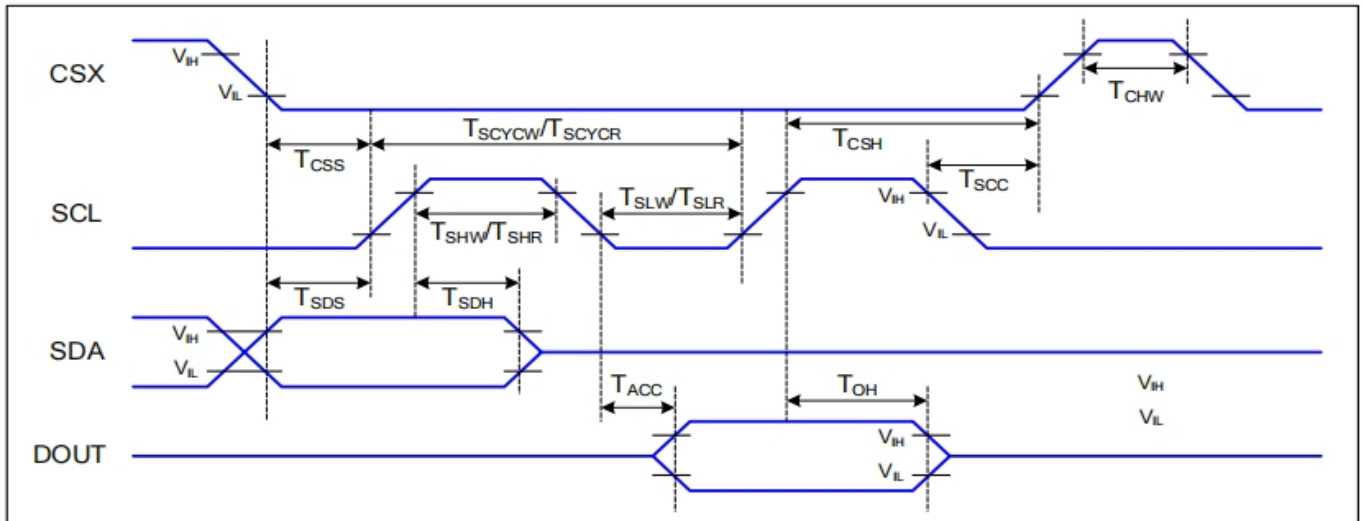 CSX
VIH
VIL
TCHW
TSCYCW/TSCYCR
TCSS
TCSH
TSCC
SCL
TSLW/TSLR
VIH
TSHW/TSHR
VIL
TSDS
TSDH
SDA
VIH
VIL
TACC
TOH
VIH
VIL
DOUT
VIH
VIL